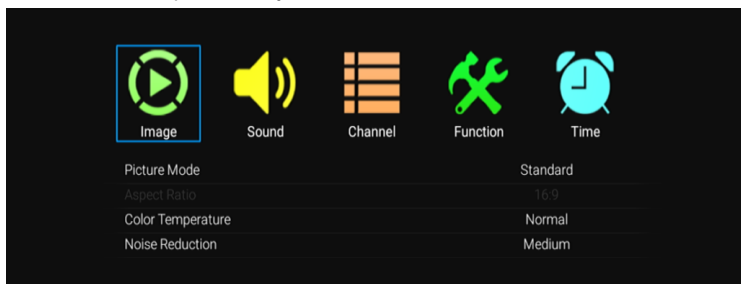 Image Sound Channel Function Time
Picture Mode Standard
Aspect Ratio 16:9
Color Temperature Normal
Noise Reduction Medium